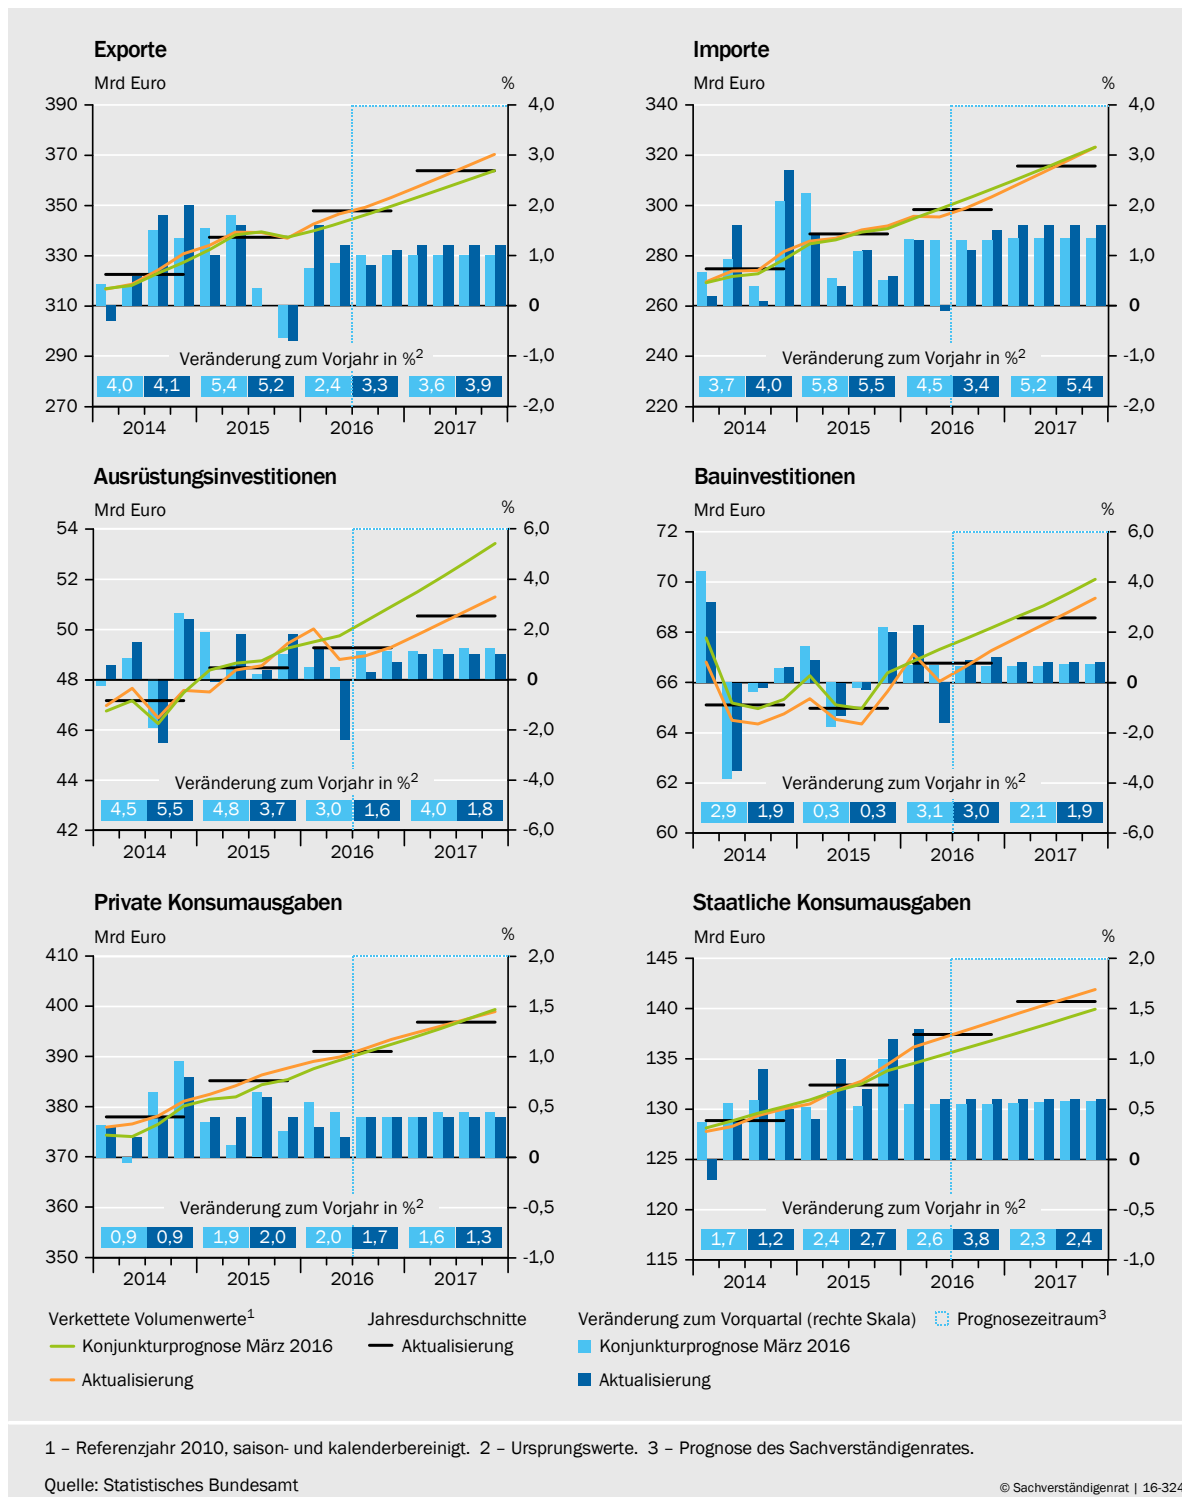 Exporte
Mrd Euro %
390 4,0
370 3,0
350 2,0
330 1,0
310 0
290 -1,0
270 -2,0
Veränderung zum Vorjahr in %2
4,0 4,1 5,4 5,2 2,4 3,3 3,6 3,9
2014 2015 2016 2017
Importe
Mrd Euro %
340 4,0
320 3,0
300 2,0
280 1,0
260 0
240 -1,0
220 -2,0
Veränderung zum Vorjahr in %2
3,7 4,0 5,8 5,5 4,5 3,4 5,2 5,4
2014 2015 2016 2017
Ausrüstungsinvestitionen
Mrd Euro %
54 6,0
52 4,0
50 2,0
48 0
46 -2,0
44 -4,0
42 -6,0
Veränderung zum Vorjahr in %2
4,5 5,5 4,8 3,7 3,0 1,6 4,0 1,8
2014 2015 2016 2017
Bauinvestitionen
Mrd Euro %
72 6,0
70 4,0
68 2,0
66 0
64 -2,0
62 -4,0
60 -6,0
Veränderung zum Vorjahr in %2
2,9 1,9 0,3 0,3 3,1 3,0 2,1 1,9
2014 2015 2016 2017
Private Konsumausgaben
Mrd Euro %
410 2,0
400 1,5
390 1,0
380 0,5
370 0
360 -0,5
350 -1,0
Veränderung zum Vorjahr in %2
0,9 0,9 1,9 2,0 2,0 1,7 1,6 1,3
2014 2015 2016 2017
Staatliche Konsumausgaben
Mrd Euro %
145 2,0
140 1,5
135 1,0
130 0,5
125 0
120 -0,5
115 -1,0
Veränderung zum Vorjahr in %2
1,7 1,2 2,4 2,7 2,6 3,8 2,3 2,4
2014 2015 2016 2017
Verkettete Volumenwerte1 Jahresdurchschnitte Veränderung zum Vorquartal (rechte Skala) Prognosezeitraum3
Konjunkturprognose März 2016 Aktualisierung Konjunkturprognose März 2016
Aktualisierung Aktualisierung
1 – Referenzjahr 2010, saison- und kalenderbereinigt. 2 – Ursprungswerte. 3 – Prognose des Sachverständigenrates.
Quelle: Statistisches Bundesamt
© Sachverständigenrat | 16-324